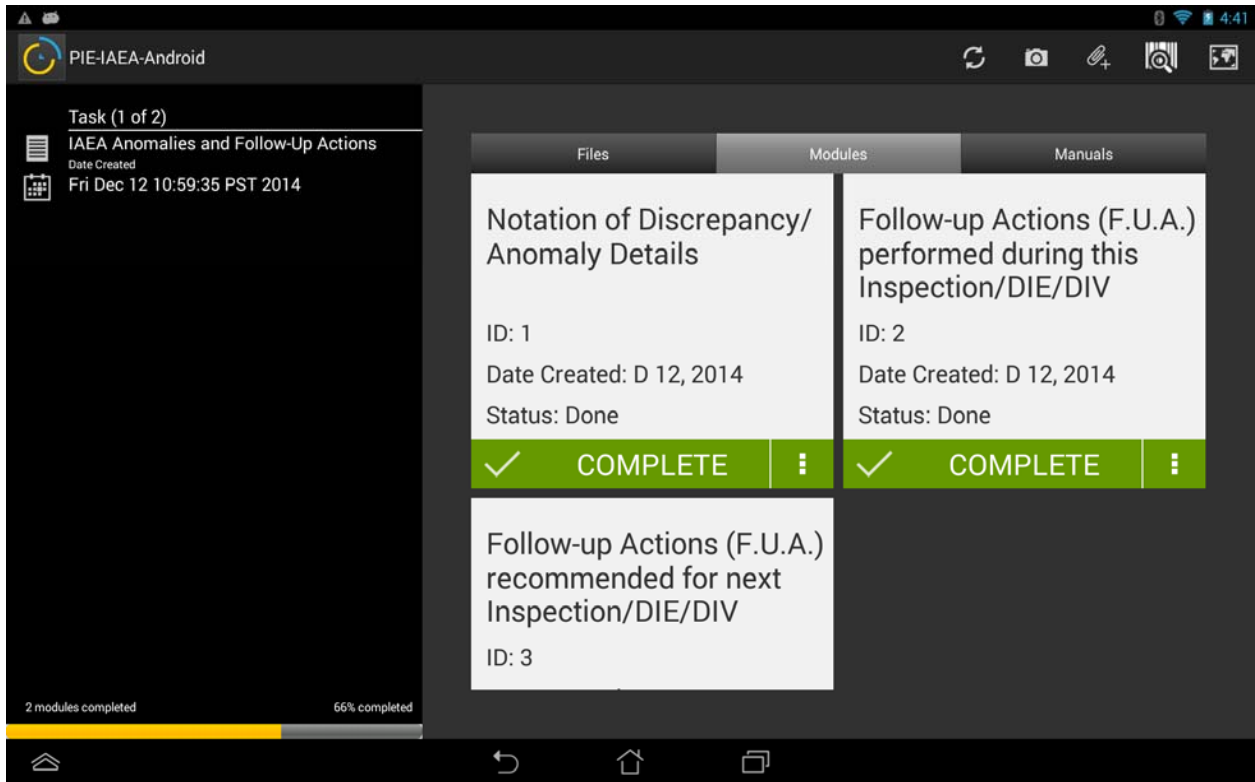 4:41
PIE-IAEA-Android
Task (1 of 2)
IAEA Anomalies and Follow-Up Actions
Date Created
Fri Dec 12 10:59:35 PST 2014
2 modules completed
66% completed
Files
Modules
Manuals
Notation of Discrepancy/
Anomaly Details
ID: 1
Date Created: D 12, 2014
Status: Done
COMPLETE
Follow-up Actions (F.U.A.)
performed during this
Inspection/DIE/DIV
ID: 2
Date Created: D 12, 2014
Status: Done
COMPLETE
Follow-up Actions (F.U.A.)
recommended for next
Inspection/DIE/DIV
ID: 3